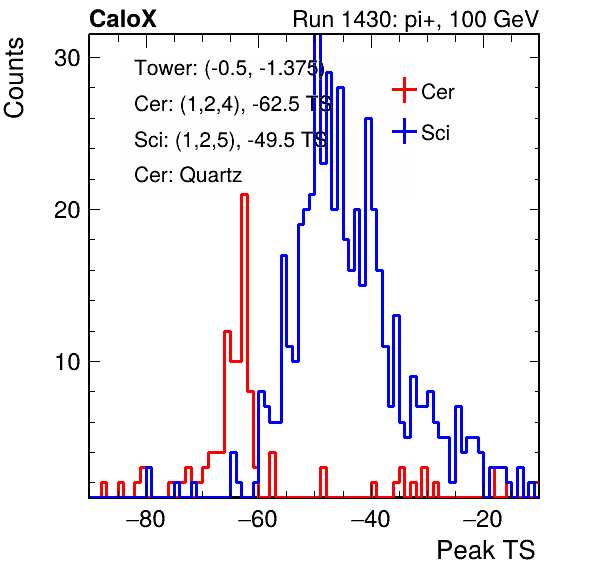 CaloX Run 1430: pi+, 100 GeV
Counts
30
20
10
Tower: (-0.5, -1.375)
Cer: (1,2,4), -62.5 TS
Sci: (1,2,5), -49.5 TS
Cer: Quartz
Cer
Sci
−80 −60 −40 −20
Peak TS